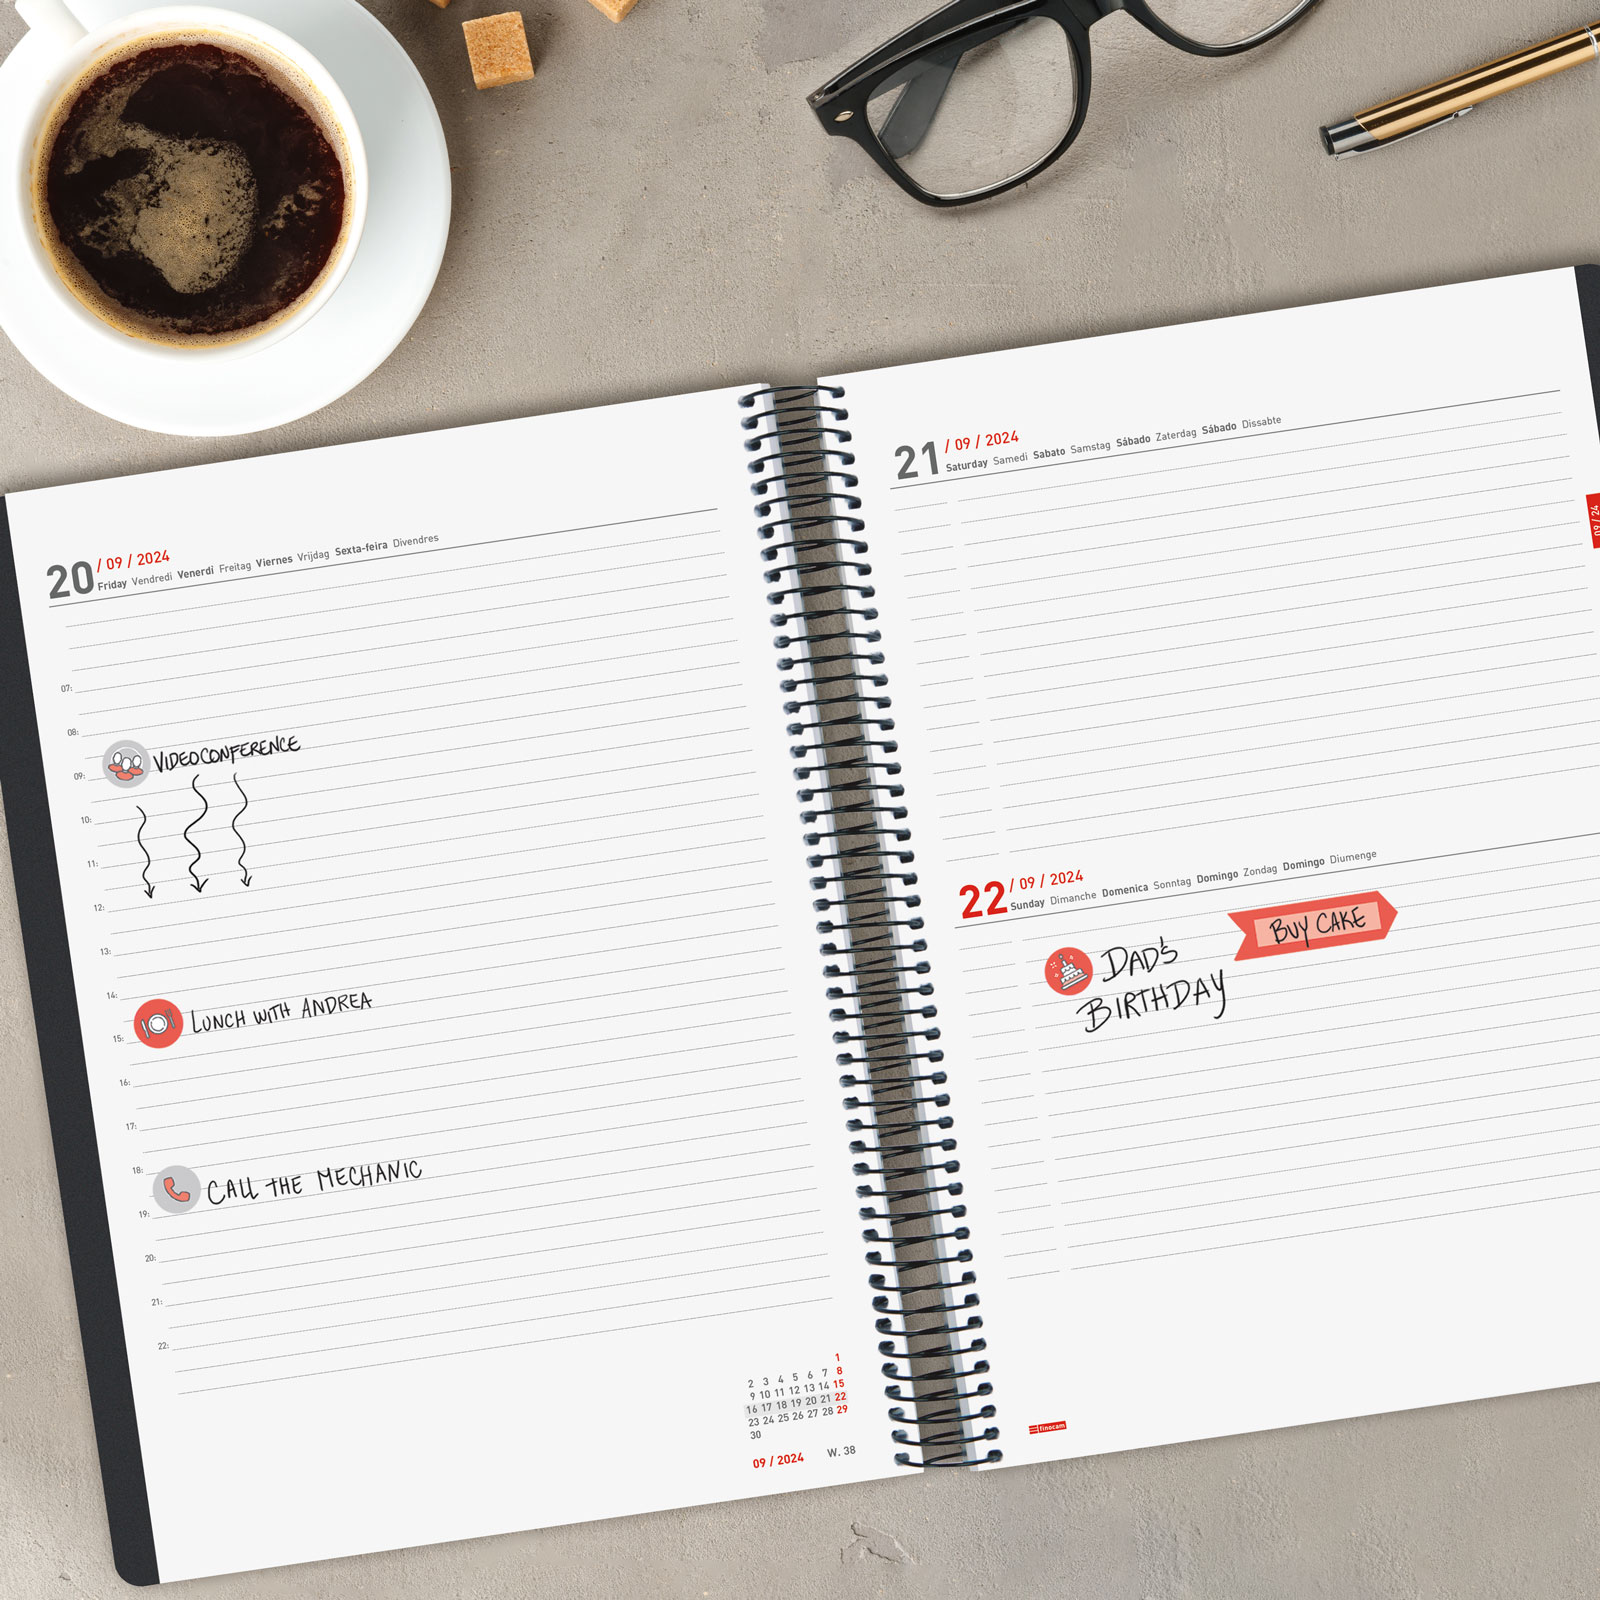 20 / 09 / 2024
Friday Vendredi Venerdì Freitag Viernes Vrijdag Sexta-feira Divendres
07:
08:
VIDEOCONFERENCE
09:
10:
11:
12:
13:
14:
LUNCH WITH ANDREA
15:
16:
17:
18:
CALL THE MECHANIC
19:
20:
21:
22:
1
2 3 4 5 6 7 8
9 10 11 12 13 14 15
16 17 18 19 20 21 22
23 24 25 26 27 28 29
30
09 / 2024 W. 38
21 / 09 / 2024
Saturday Samedi Sabato Samstag Sábado Zaterdag Sábado Dissabte
09 / 24
22 / 09 / 2024
Sunday Dimanche Domenica Sonntag Domingo Zondag Domingo Diumenge
BUY CAKE
DAD'S
BIRTHDAY
finocam